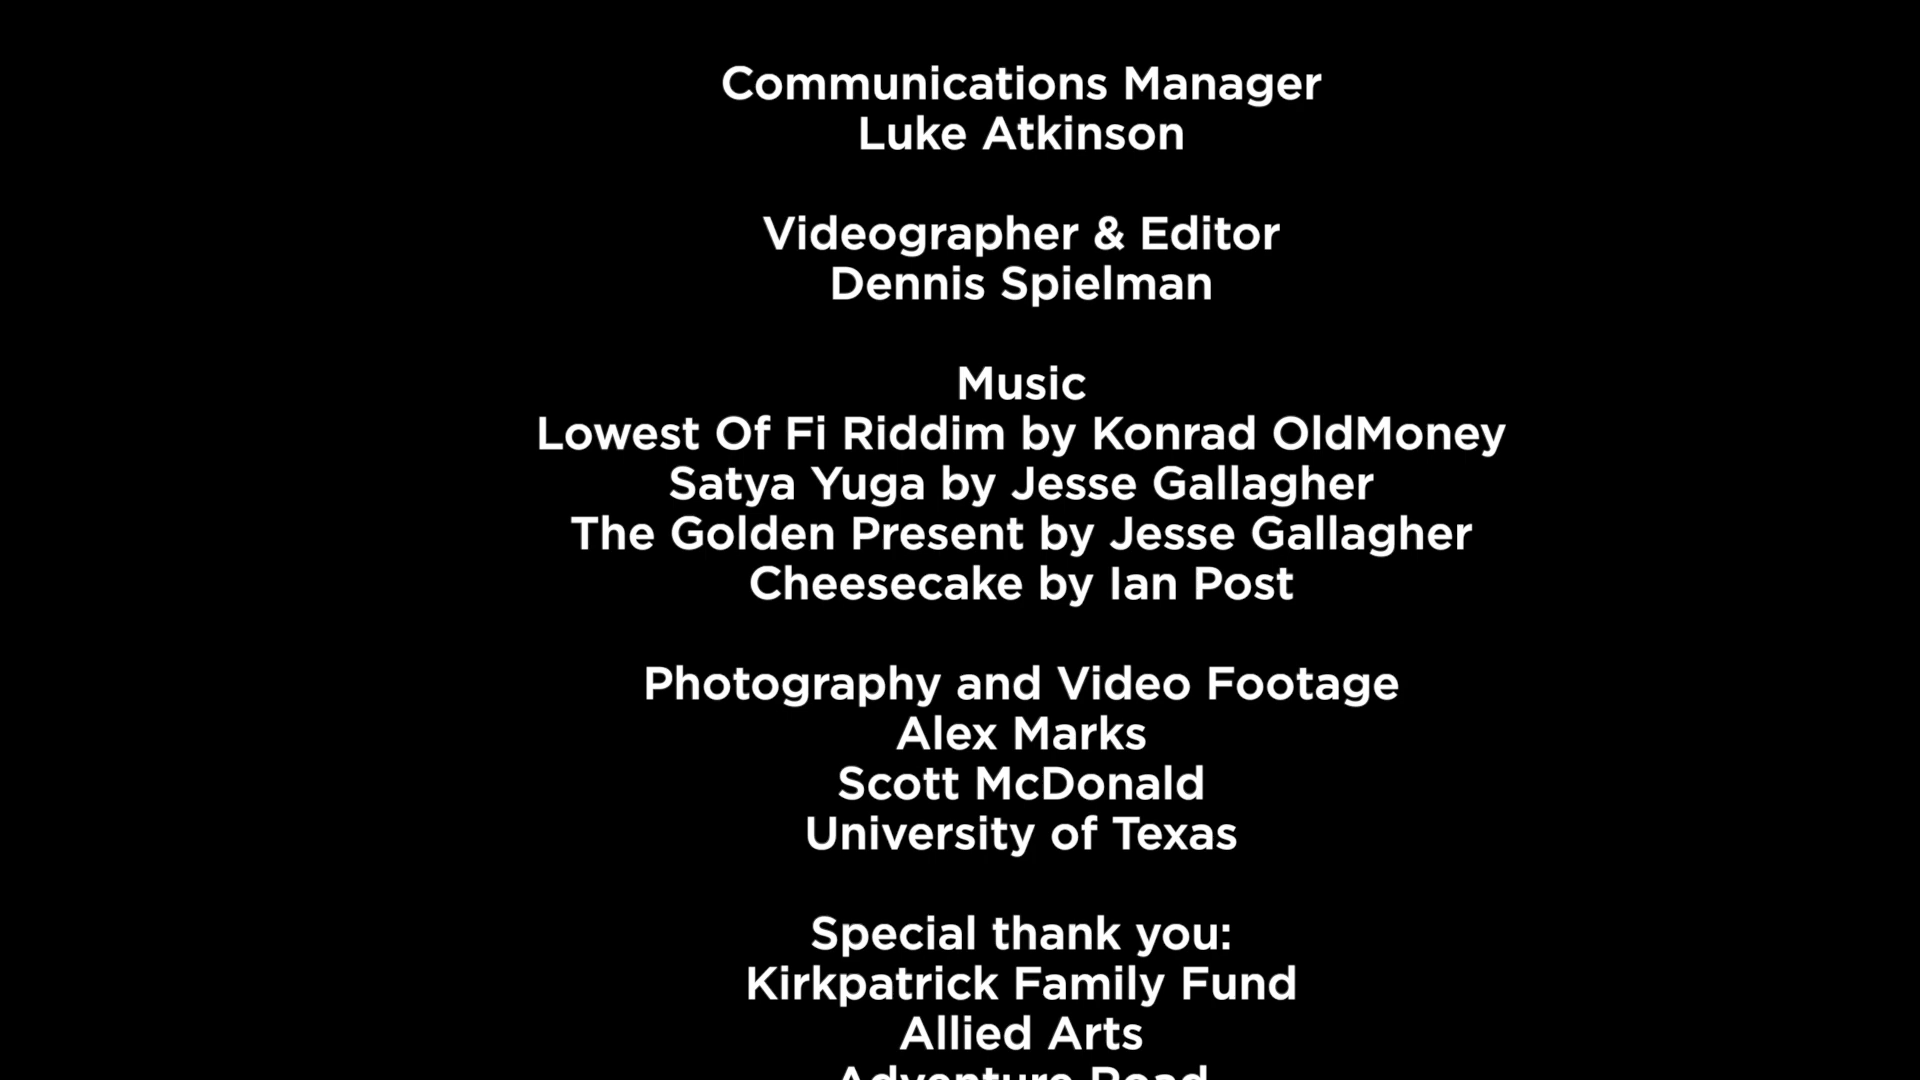 Communications Manager
Luke Atkinson
Videographer & Editor
Dennis Spielman
Music
Lowest Of Fi Riddim by Konrad OldMoney
Satya Yuga by Jesse Gallagher
The Golden Present by Jesse Gallagher
Cheesecake by Ian Post
Photography and Video Footage
Alex Marks
Scott McDonald
University of Texas
Special thank you:
Kirkpatrick Family Fund
Allied Arts
Adventure Road